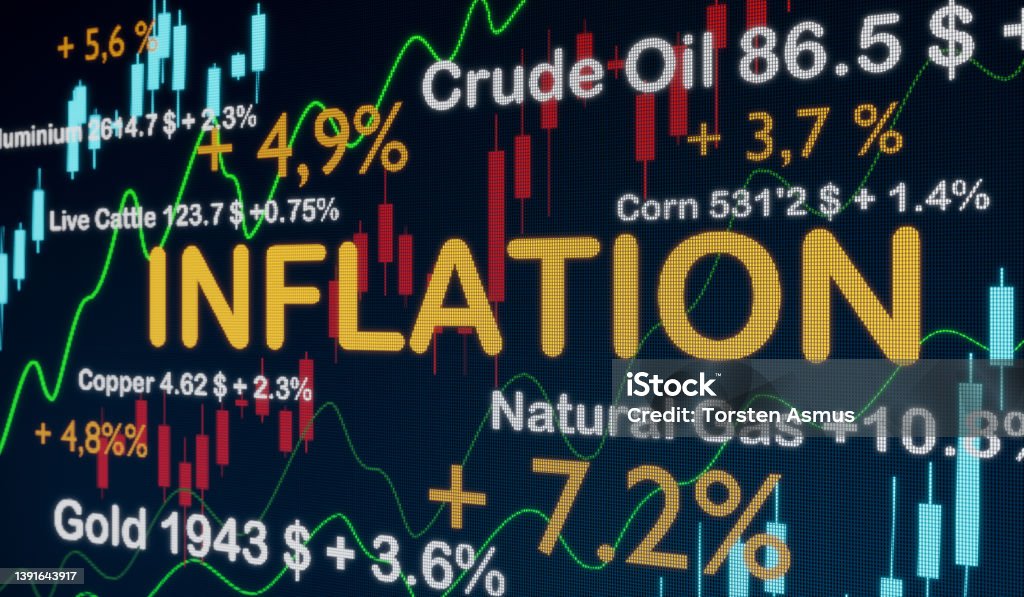 + 5,6 %
Crude Oil 86.5 $ +
luminium 2614.7 $ + 2.3%
+ 4,9%
+ 3,7 %
Live Cattle 123.7 $ +0.75%
Corn 531'2 $ + 1.4%
INFLATION
Copper 4.62 $ + 2.3%
iStock™
Credit: Torsten Asmus
Natural Gas +10.8%
+ 4,8%%
+ 7.2%
Gold 1943 $ + 3.6%
1391643917